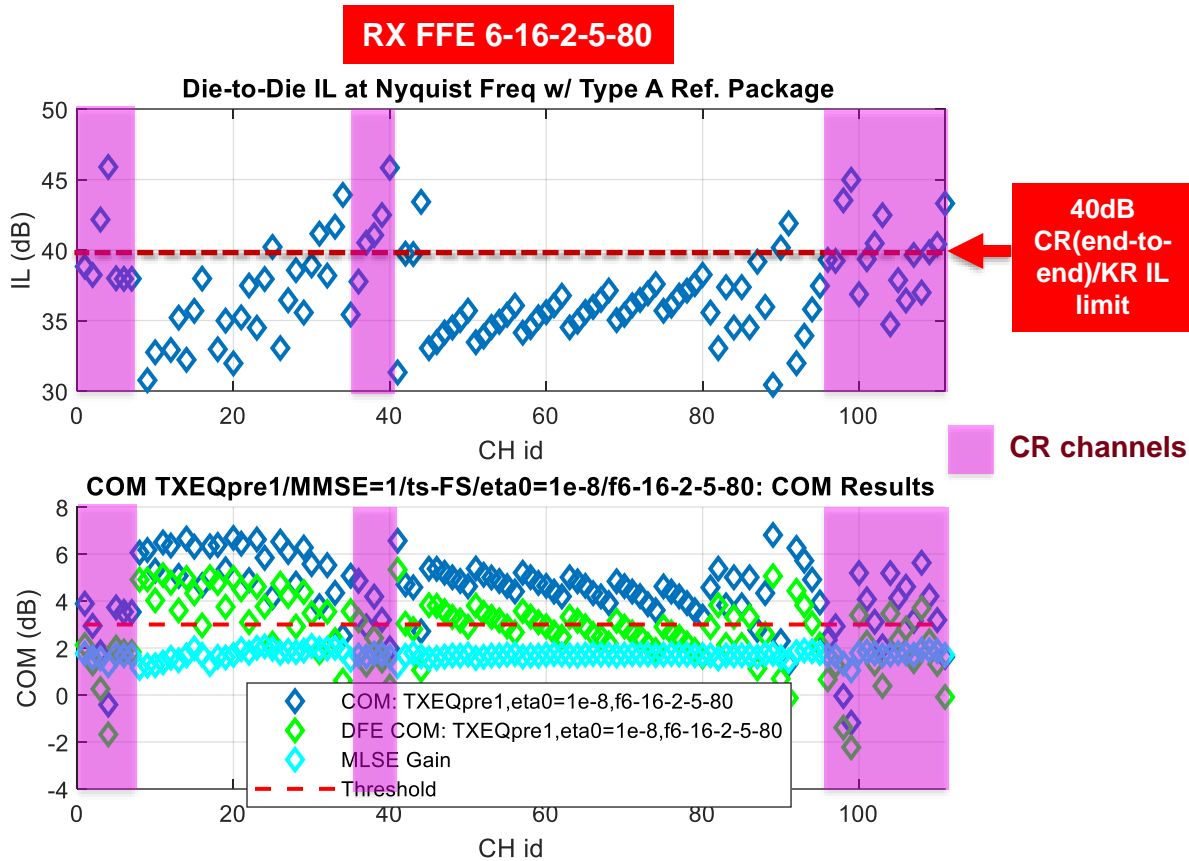 RX FFE 6-16-2-5-80
Die-to-Die IL at Nyquist Freq w/ Type A Ref. Package
50
45
40
35
30
IL (dB)
0 20 40 60 80 100
CH id
40dB
CR(end-to-
end)/KR IL
limit
CR channels
COM TXEQpre1/MMSE=1/ts-FS/eta0=1e-8/f6-16-2-5-80: COM Results
8
6
4
2
0
-2
-4
COM (dB)
COM: TXEQpre1,eta0=1e-8,f6-16-2-5-80
DFE COM: TXEQpre1,eta0=1e-8,f6-16-2-5-80
MLSE Gain
Threshold
0 20 40 60 80 100
CH id